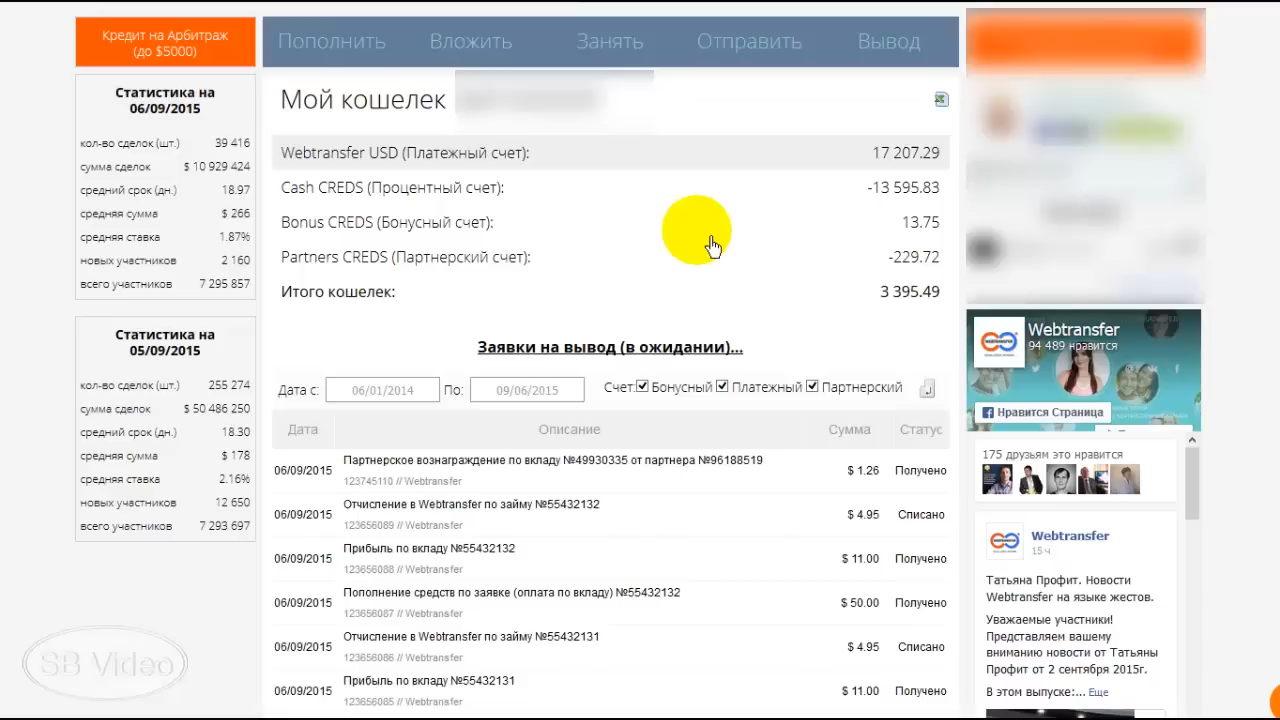 Кредит на Арбитраж
(до $5000)
Пополнить Вложить Занять Отправить Вывод
Статистика на
06/09/2015
кол-во сделок (шт.) 39 416
сумма сделок $ 10 929 424
средний срок (дн.) 18.97
средняя сумма $ 266
средняя ставка 1.87%
новых участников 2 160
всего участников 7 295 857
Статистика на
05/09/2015
кол-во сделок (шт.) 255 274
сумма сделок $ 50 486 250
средний срок (дн.) 18.30
средняя сумма $ 178
средняя ставка 2.16%
новых участников 12 650
всего участников 7 293 697
Мой кошелек
Webtransfer USD (Платежный счет): 17 207.29
Cash CREDS (Процентный счет): -13 595.83
Bonus CREDS (Бонусный счет): 13.75
Partners CREDS (Партнерский счет): -229.72
Итого кошелек: 3 395.49
Заявки на вывод (в ожидании)...
Дата с: 06/01/2014 По: 09/06/2015 Счет: Бонусный Платежный Партнерский
Дата Описание Сумма Статус
06/09/2015 Партнерское вознаграждение по вкладу №49930335 от партнера №96188519 $ 1.26 Получено
123745110 // Webtransfer
06/09/2015 Отчисление в Webtransfer по займу №55432132 $ 4.95 Списано
123656089 // Webtransfer
06/09/2015 Прибыль по вкладу №55432132 $ 11.00 Получено
123656088 // Webtransfer
06/09/2015 Пополнение средств по заявке (оплата по вкладу) №55432132 $ 50.00 Получено
123656087 // Webtransfer
06/09/2015 Отчисление в Webtransfer по займу №55432131 $ 4.95 Списано
123656086 // Webtransfer
06/09/2015 Прибыль по вкладу №55432131 $ 11.00 Получено
123656085 // Webtransfer
Webtransfer
94 489 нравится
Нравится Страница
175 друзьям это нравится
Webtransfer
15 ч
Татьяна Профит. Новости
Webtransfer на языке жестов.
Уважаемые участники!
Представляем вашему
вниманию новости от Татьяны
Профит от 2 сентября 2015г.
В этом выпуске:... Еще
SB Video